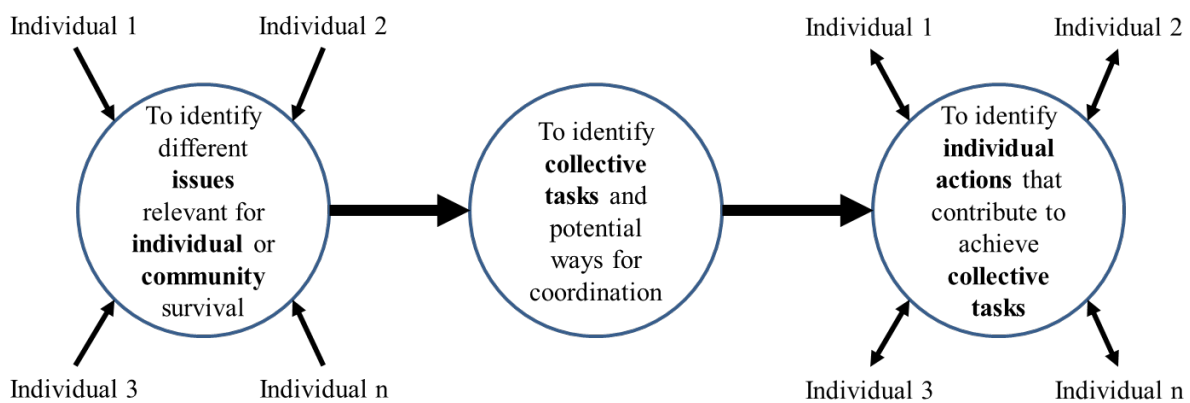 Individual 1
Individual 2
To identify
different
issues
relevant for
individual or
community
survival
Individual 3
Individual n
To identify
collective
tasks and
potential
ways for
coordination
Individual 1
Individual 2
To identify
individual
actions that
contribute to
achieve
collective
tasks
Individual 3
Individual n